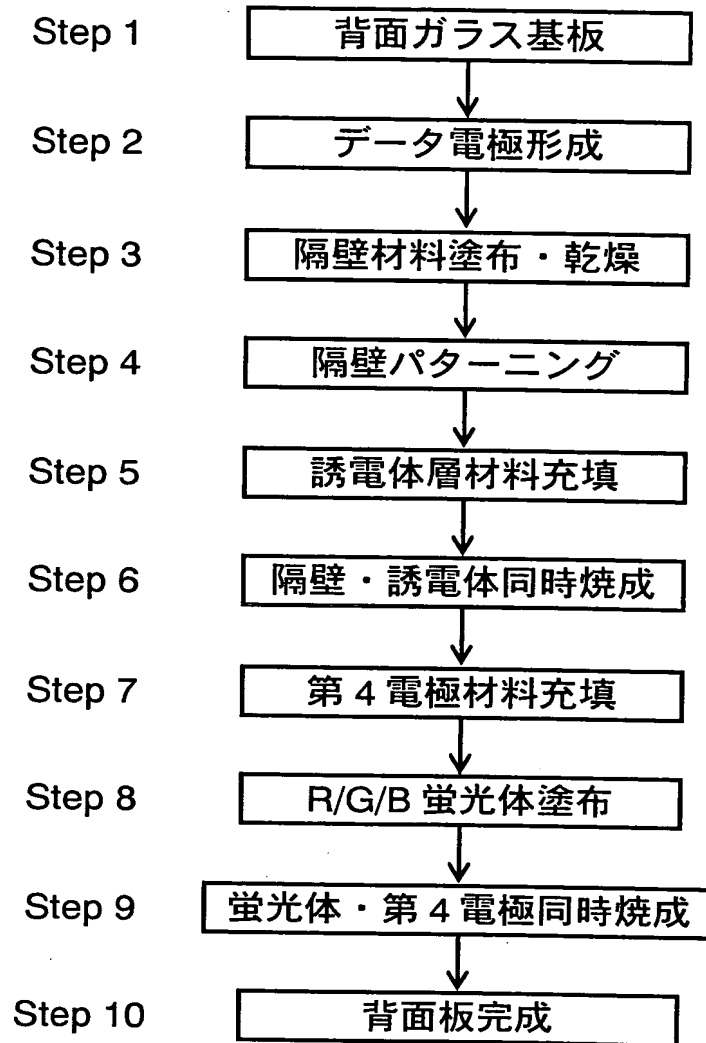 Step 1 背面ガラス基板
Step 2 データ電極形成
Step 3 隔壁材料塗布・乾燥
Step 4 隔壁パターニング
Step 5 誘電体層材料充填
Step 6 隔壁・誘電体同時焼成
Step 7 第4電極材料充填
Step 8 R/G/B 蛍光体塗布
Step 9 蛍光体・第4電極同時焼成
Step 10 背面板完成